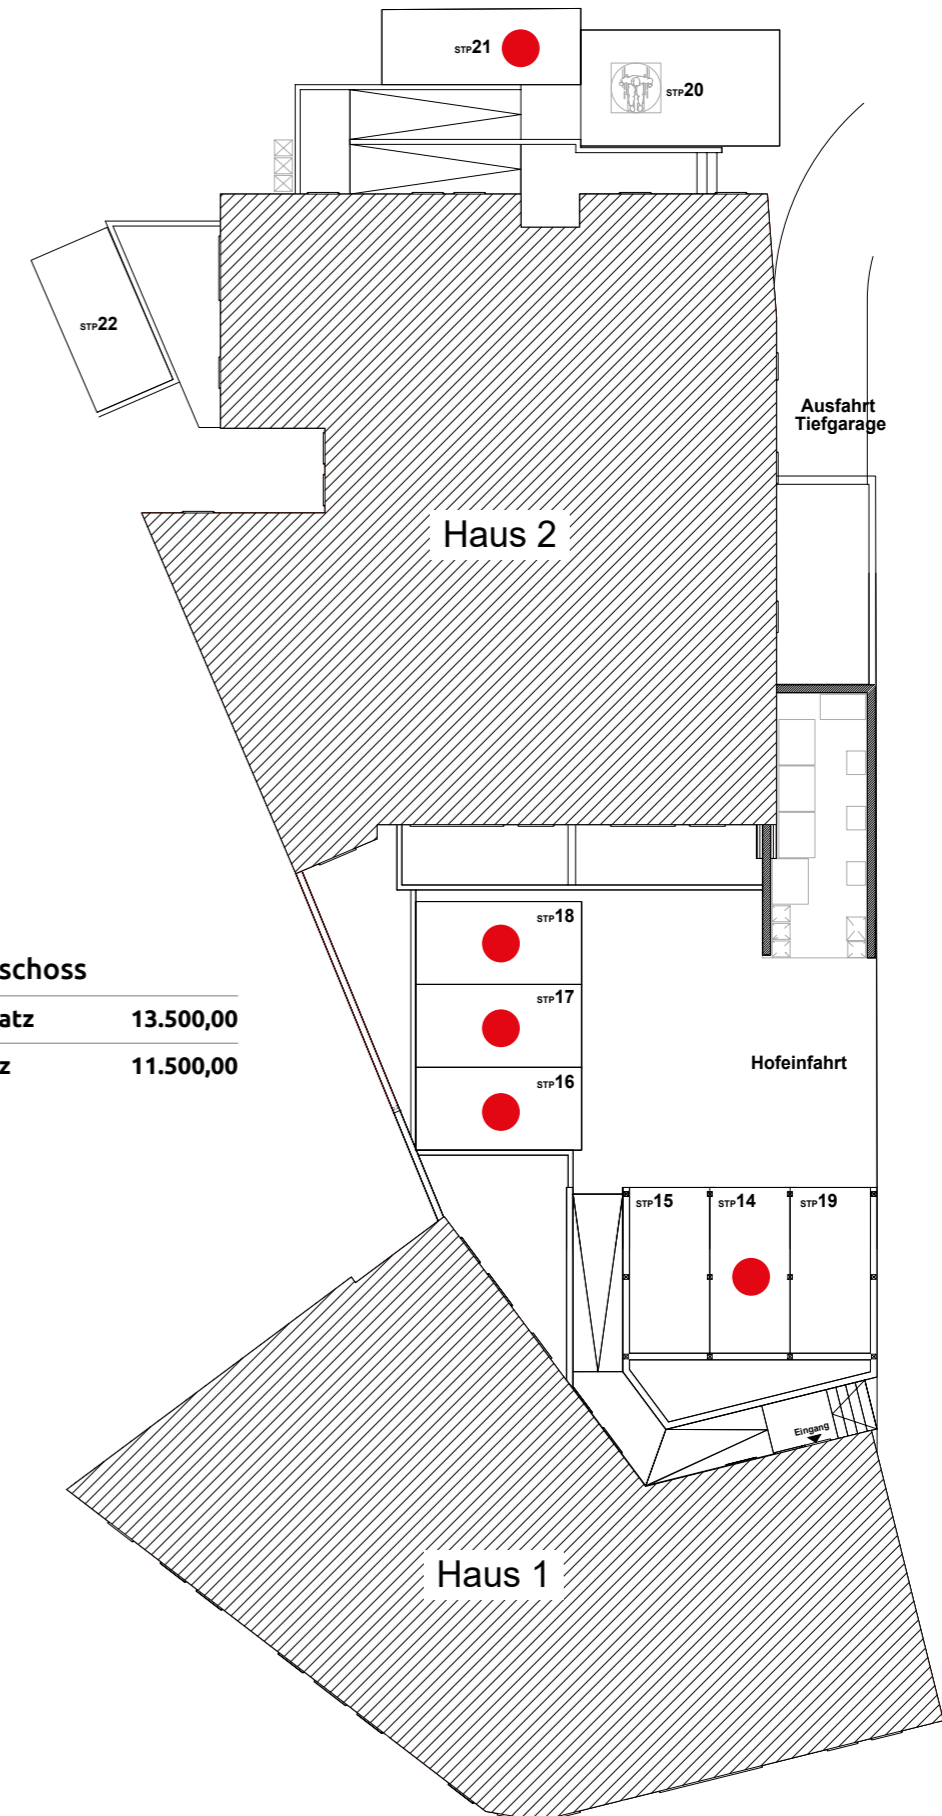 STP21
STP20
STP22
Ausfahrt
Tiefgarage
Haus 2
STP18
schoss
STP17
atz 13.500,00
Hofeinfahrt
z 11.500,00
STP16
STP15 STP14 STP19
Eingang
Haus 1